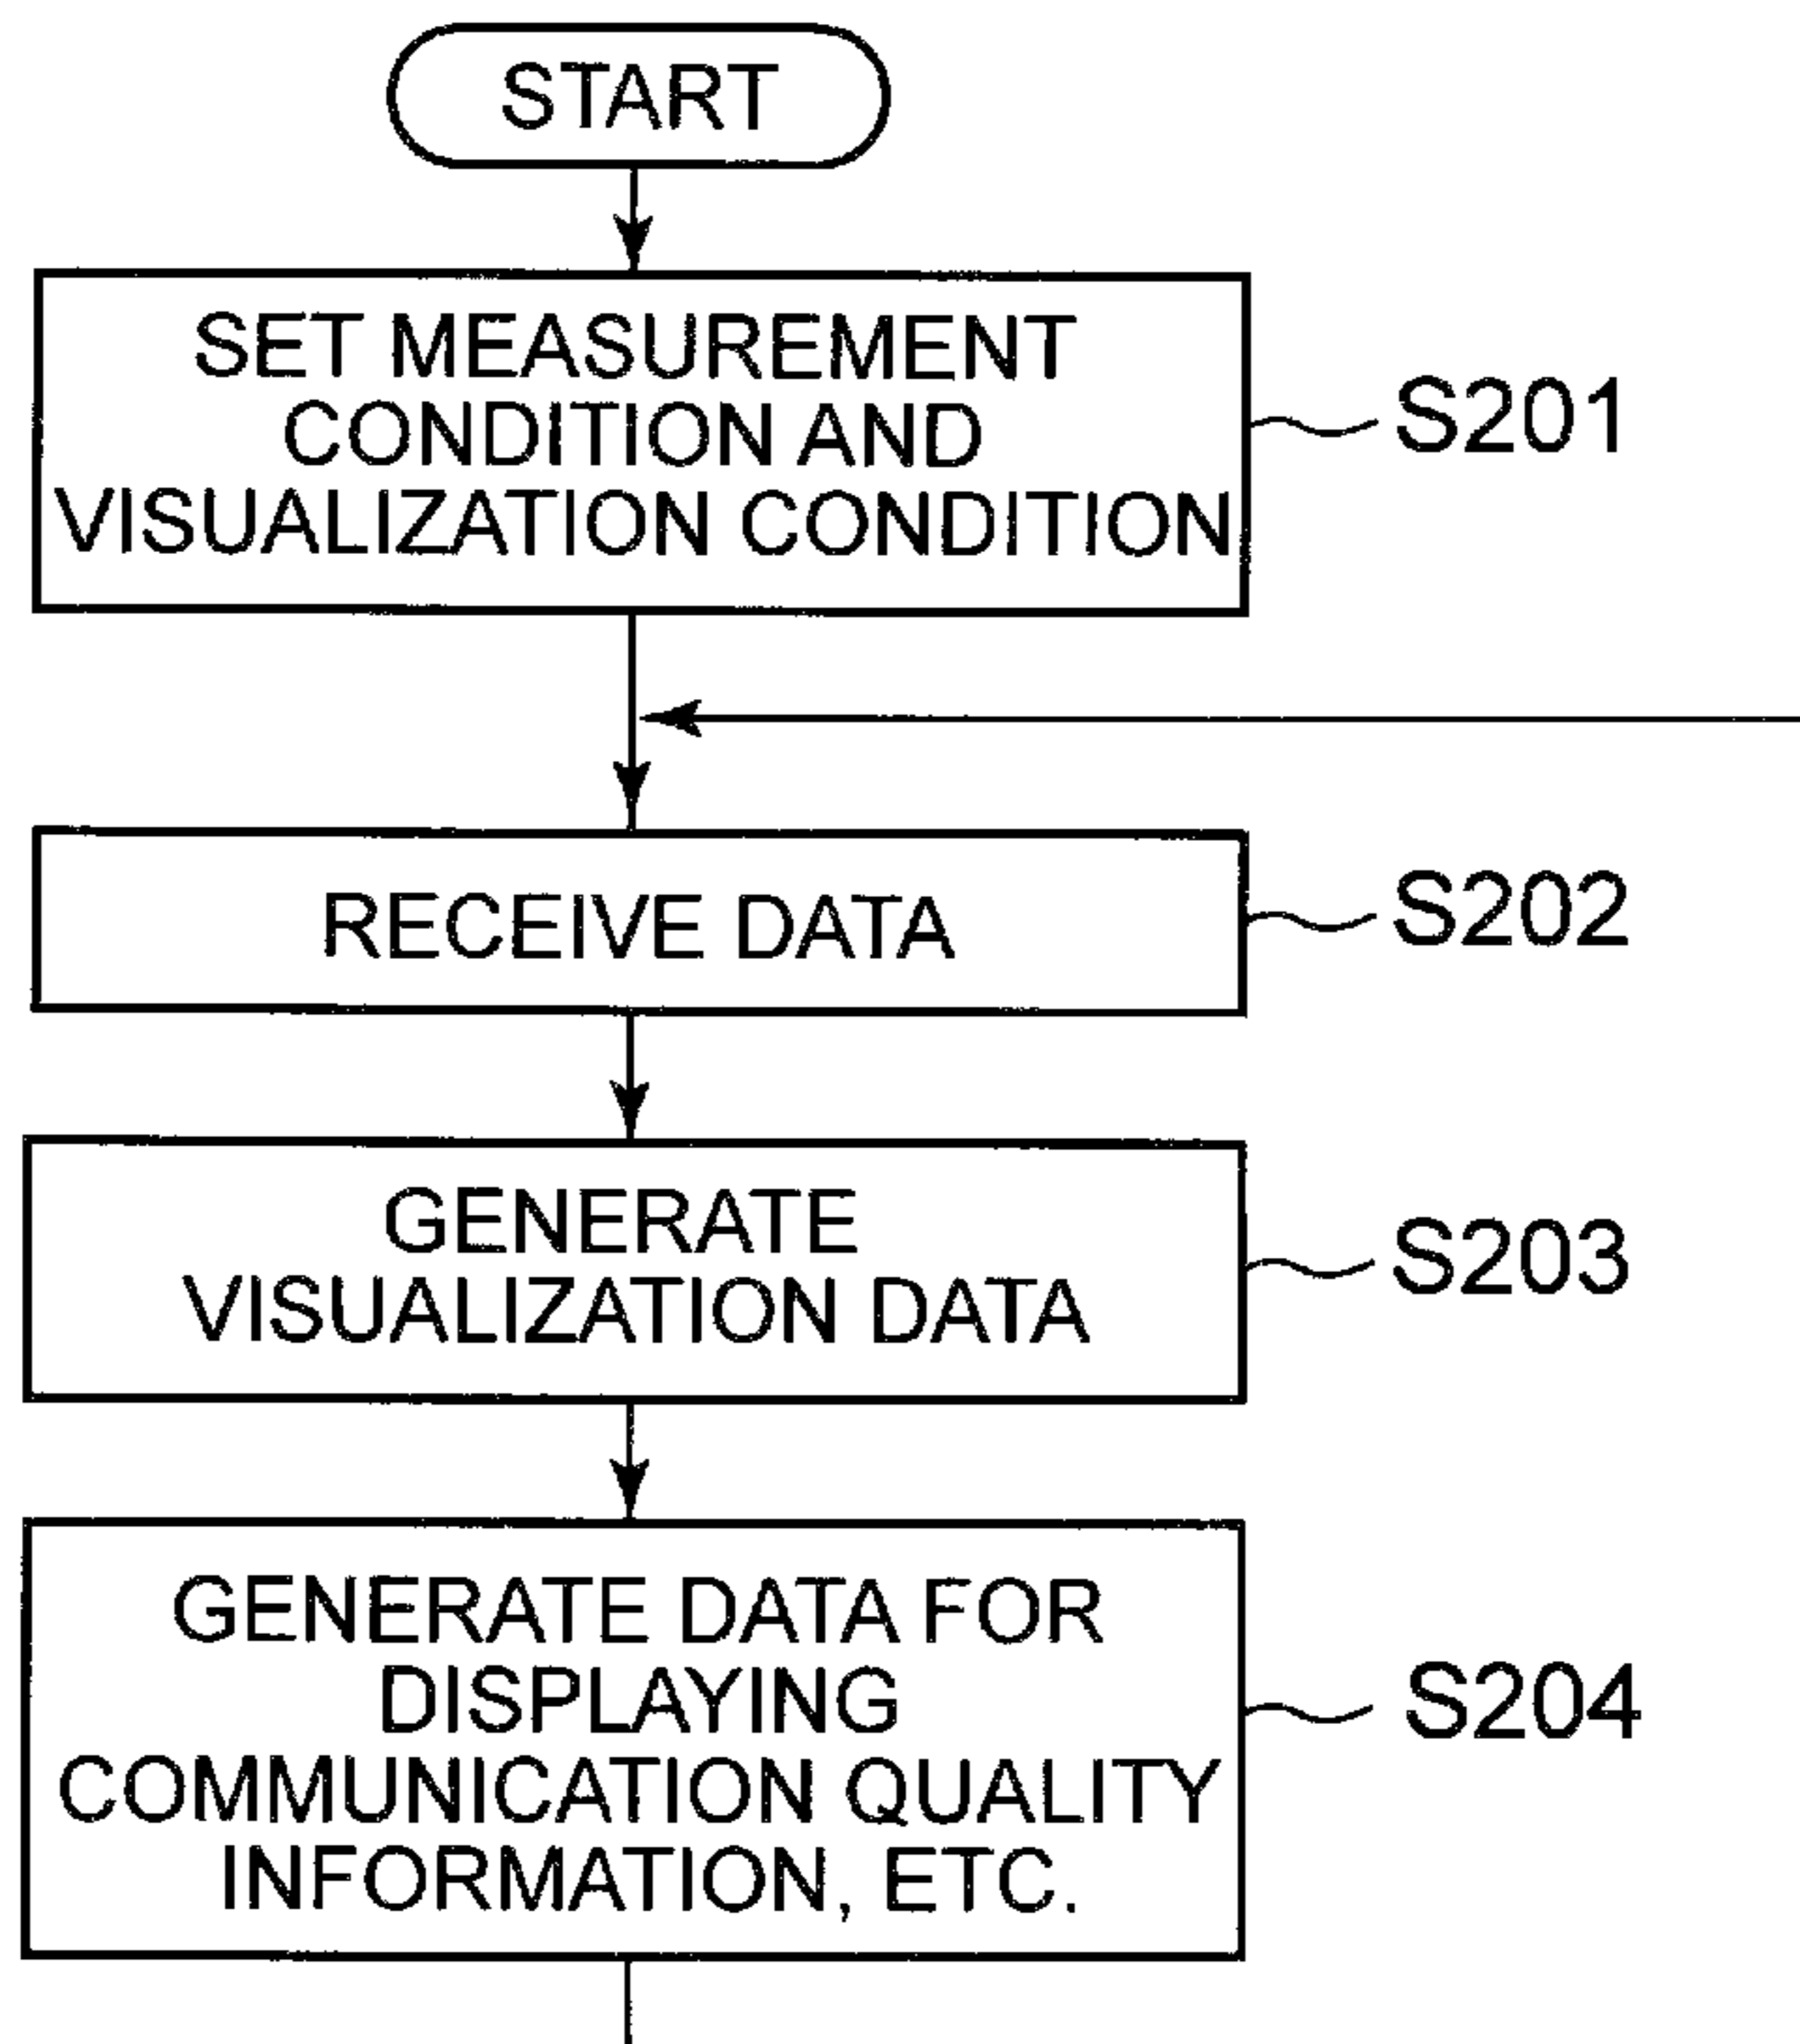 START
SET MEASUREMENT
CONDITION AND
VISUALIZATION CONDITION
S201
RECEIVE DATA
S202
GENERATE
VISUALIZATION DATA
S203
GENERATE DATA FOR
DISPLAYING
COMMUNICATION QUALITY
INFORMATION, ETC.
S204